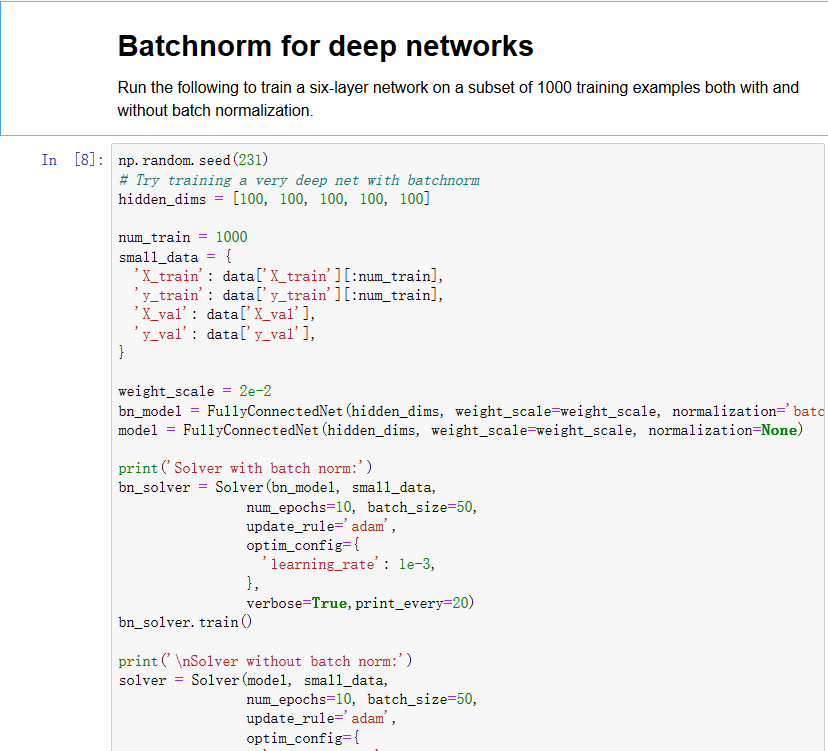 Batchnorm for deep networks
Run the following to train a six-layer network on a subset of 1000 training examples both with and
without batch normalization.
In [8]: np.random.seed(231)
# Try training a very deep net with batchnorm
hidden_dims = [100, 100, 100, 100, 100]
num_train = 1000
small_data = {
  'X_train': data['X_train'][:num_train],
  'y_train': data['y_train'][:num_train],
  'X_val': data['X_val'],
  'y_val': data['y_val'],
}
weight_scale = 2e-2
bn_model = FullyConnectedNet(hidden_dims, weight_scale=weight_scale, normalization='batc
model = FullyConnectedNet(hidden_dims, weight_scale=weight_scale, normalization=None)
print('Solver with batch norm:')
bn_solver = Solver(bn_model, small_data,
                num_epochs=10, batch_size=50,
                update_rule='adam',
                optim_config={
                  'learning_rate': 1e-3,
                },
                verbose=True,print_every=20)
bn_solver.train()
print('\nSolver without batch norm:')
solver = Solver(model, small_data,
                num_epochs=10, batch_size=50,
                update_rule='adam',
                optim_config={